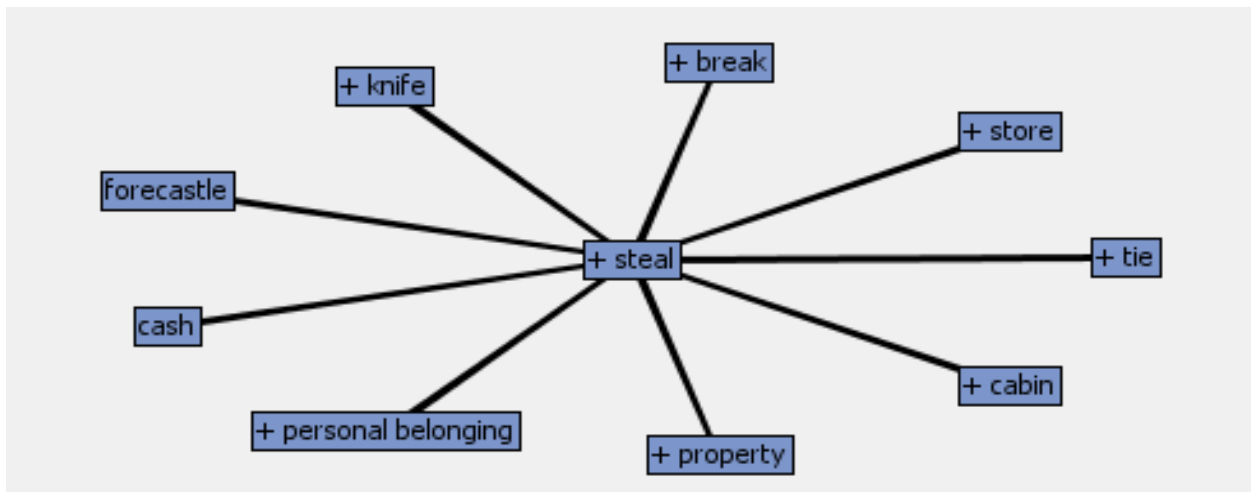 + break
+ knife
+ store
forecastle
+ steal
+ tie
cash
+ cabin
+ personal belonging
+ property